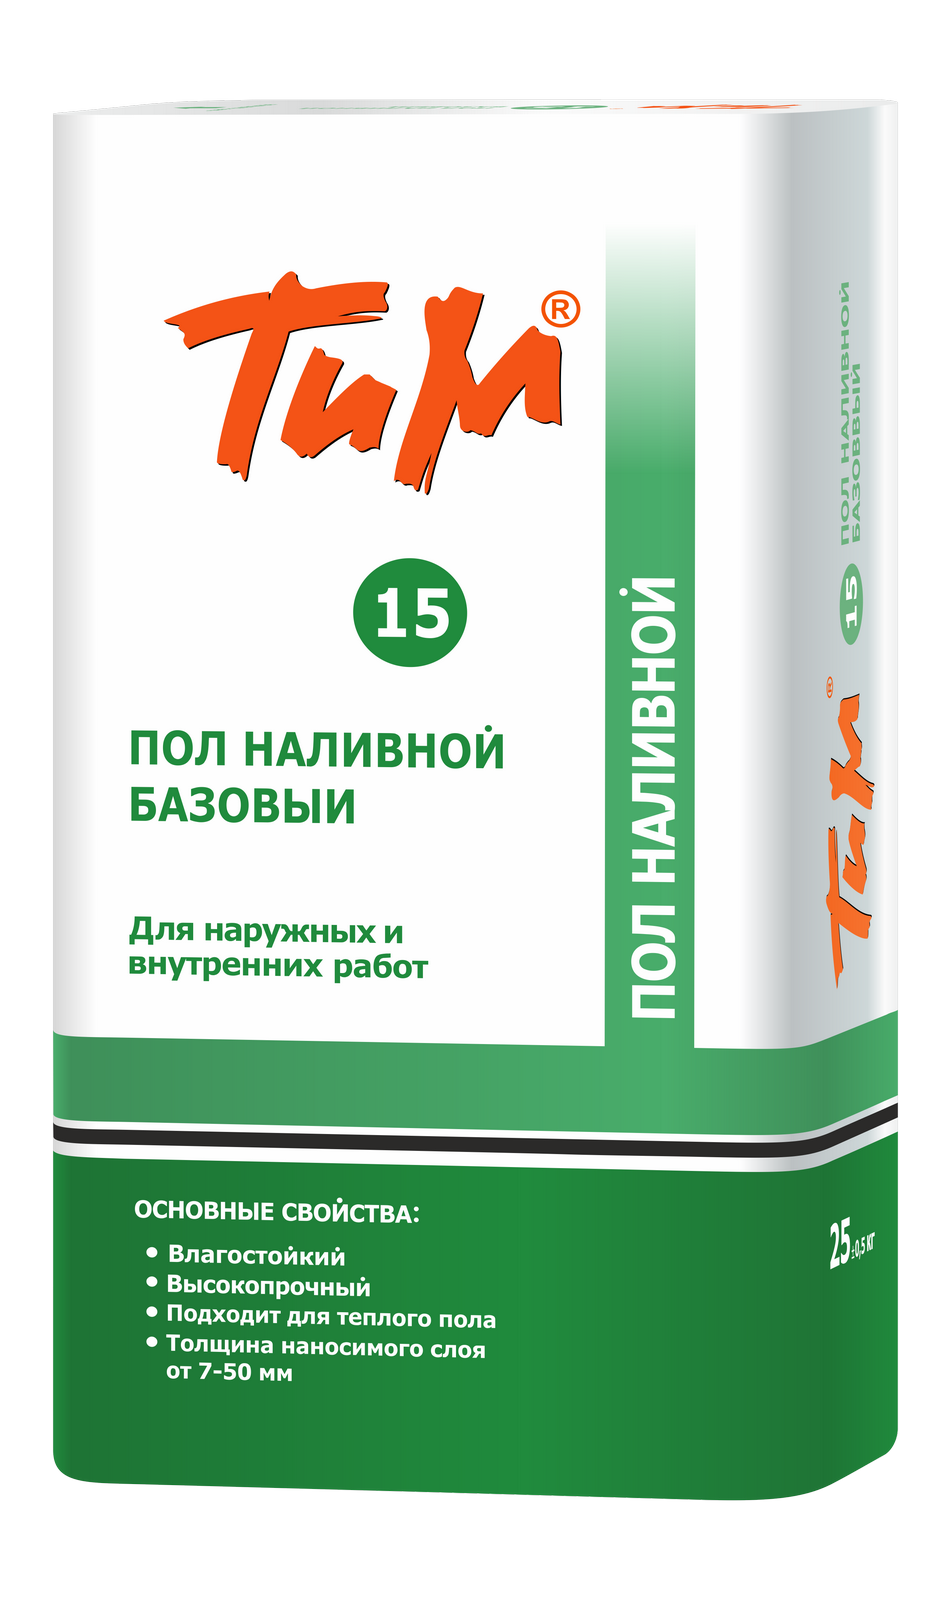 Тим®
15
ПОЛ НАЛИВНОЙ
БАЗОВЫИ
Для наружных и
внутренних работ
ПОЛ НАЛИВНОЙ
ОСНОВНЫЕ СВОЙСТВА:
• Влагостойкий
• Высокопрочный
• Подходит для теплого пола
• Толщина наносимого слоя
от 7-50 мм
Тим®
15
ПОЛ НАЛИВНОЙ
БАЗОВЫЙ
25±0,5 кг